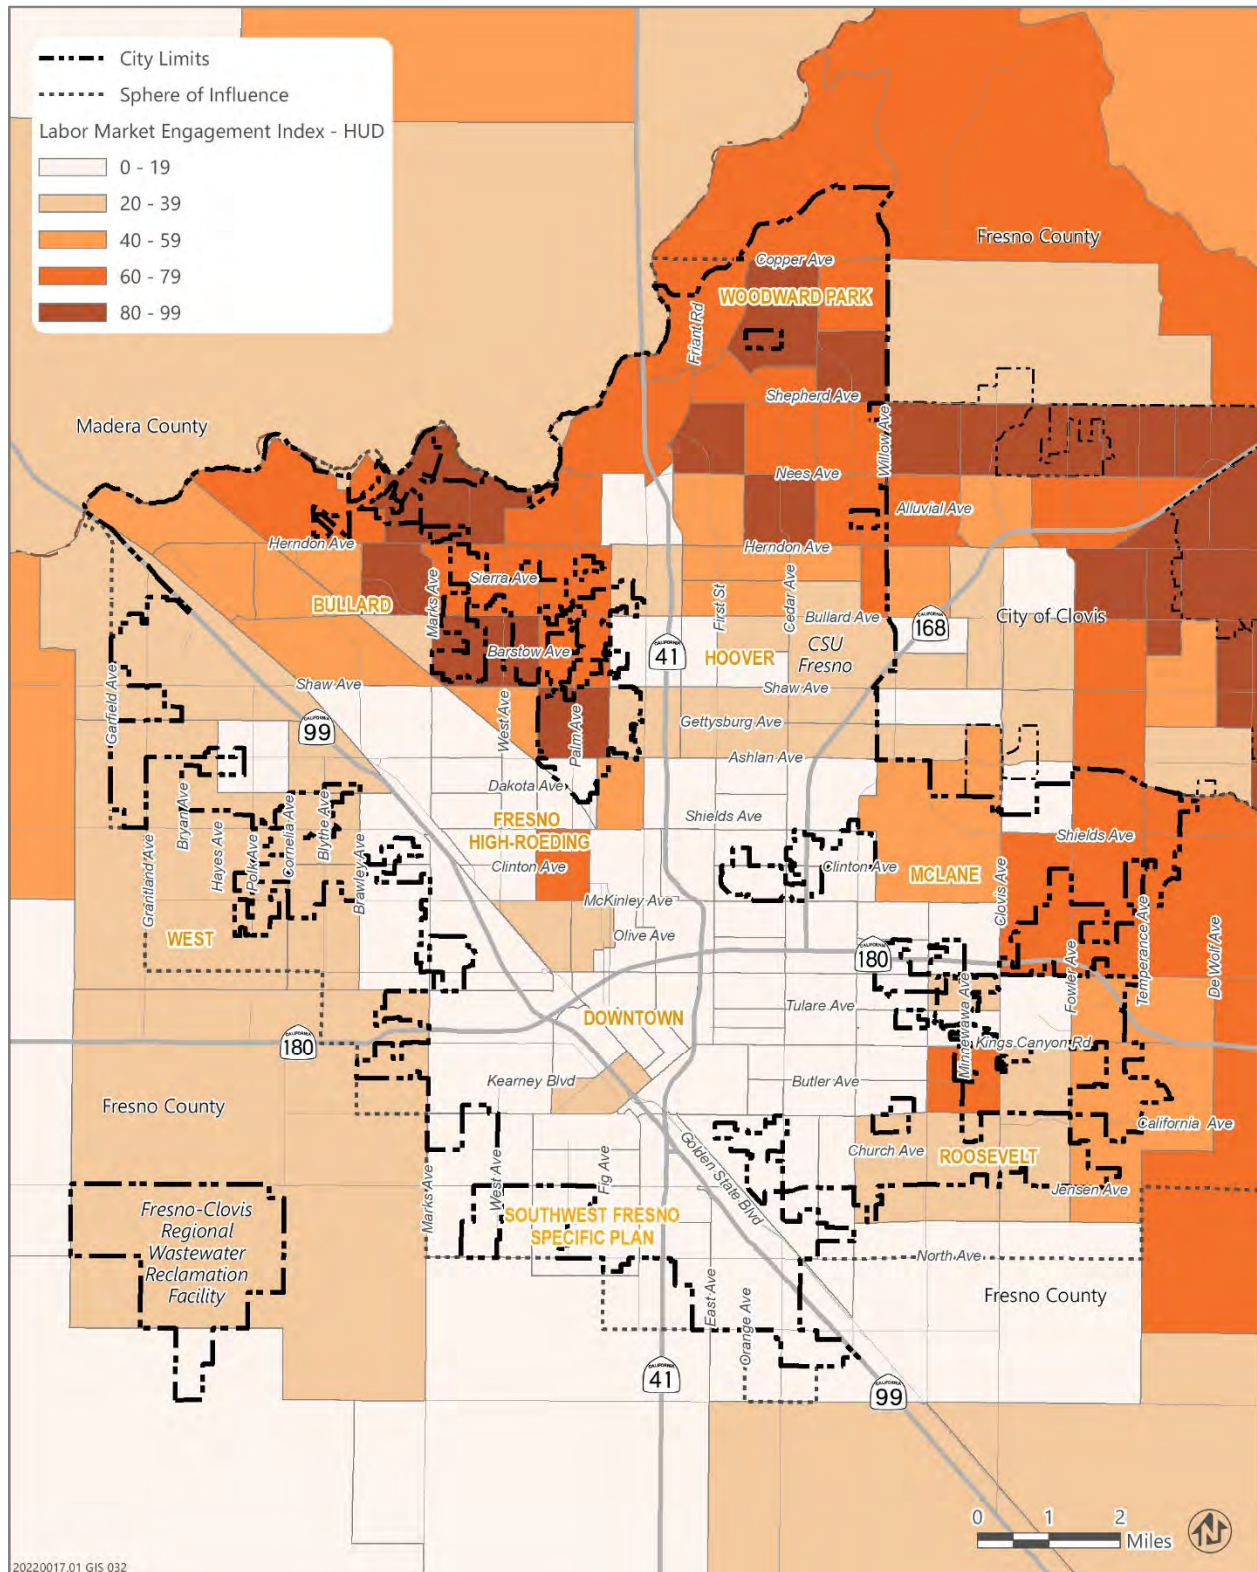 City Limits
Sphere of Influence
Labor Market Engagement Index - HUD
0 - 19
20 - 39
40 - 59
60 - 79
80 - 99
Fresno County
Copper Ave
WOODWARD PARK
Friant Rd
Shepherd Ave
Willow Ave
Madera County
Nees Ave
Alluvial Ave
Herndon Ave
Herndon Ave
Sierra Ave
Marks Ave
BULLARD
First St
Cedar Ave
Bullard Ave
CALIFORNIA
168
City of Clovis
Barstow Ave
CALIFORNIA
41
HOOVER
CSU
Fresno
Garfield Ave
Shaw Ave
Shaw Ave
CALIFORNIA
99
West Ave
Palm Ave
Gettysburg Ave
Ashlan Ave
Dakota Ave
Bryan Ave
Cornelia Ave
Blythe Ave
FRESNO
HIGH-ROEDING
Shields Ave
Shields Ave
Grantland Ave
Hayes Ave
Polk Ave
Brawley Ave
Clinton Ave
Clinton Ave
MCLANE
Clovis Ave
McKinley Ave
WEST
Olive Ave
CALIFORNIA
180
Fowler Ave
Temperance Ave
De Wolf Ave
Minnewawa Ave
DOWNTOWN
Tulare Ave
CALIFORNIA
180
Kings Canyon Rd
Kearney Blvd
Butler Ave
Fresno County
California Ave
Golden State Blvd
Church Ave
ROOSEVELT
Fig Ave
Marks Ave
West Ave
Jensen Ave
Fresno-Clovis
Regional
Wastewater
Reclamation
Facility
SOUTHWEST FRESNO
SPECIFIC PLAN
North Ave
East Ave
Orange Ave
Fresno County
CALIFORNIA
41
CALIFORNIA
99
0 1 2
Miles
N
20220017.01 GIS 032